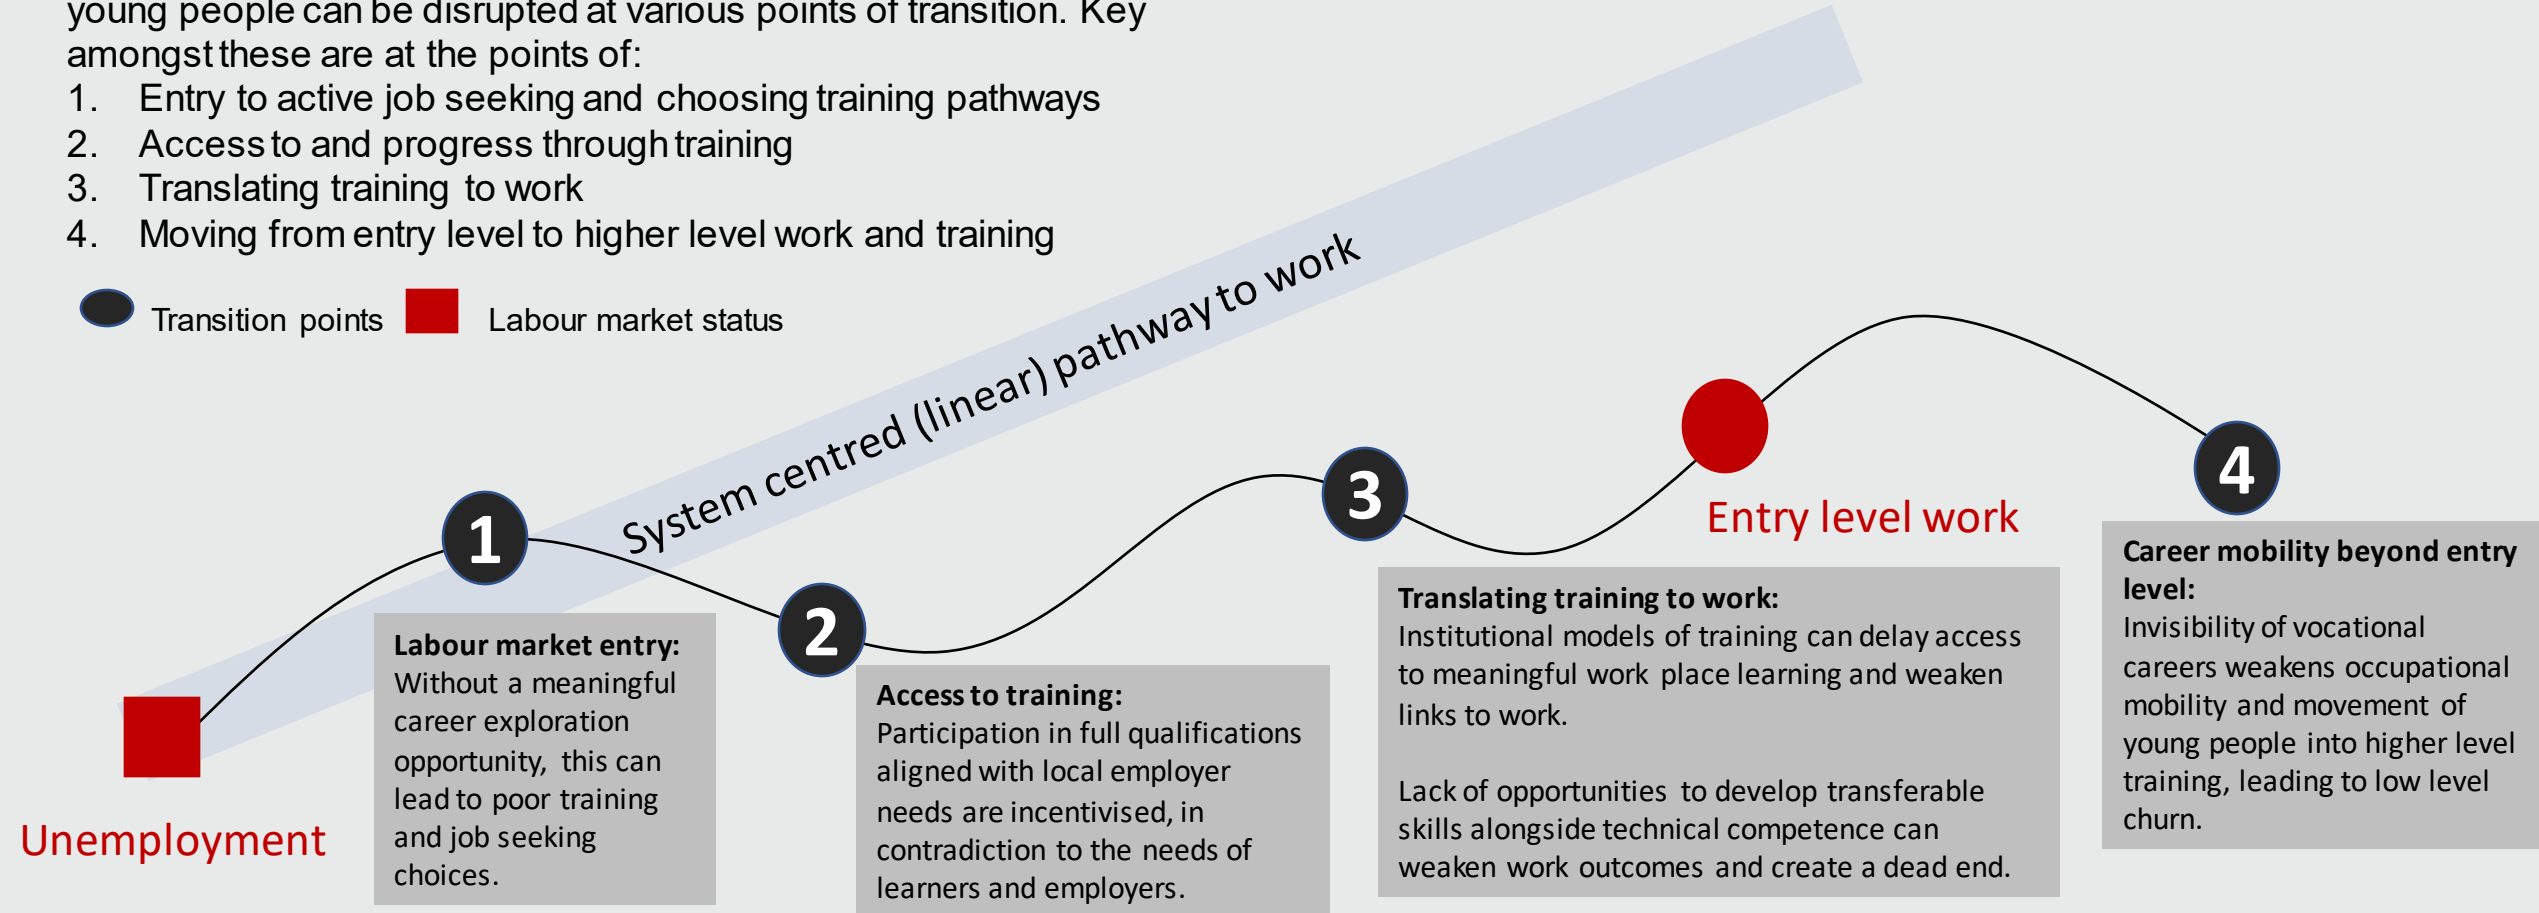 young people can be disrupted at various points of transition. Key
amongst these are at the points of:
1. Entry to active job seeking and choosing training pathways
2. Access to and progress through training
3. Translating training to work
4. Moving from entry level to higher level work and training
Transition points
Labour market status
System centred (linear) pathway to work
1
2
3
4
Unemployment
Entry level work
Labour market entry:
Without a meaningful
career exploration
opportunity, this can
lead to poor training
and job seeking
choices.
Access to training:
Participation in full qualifications
aligned with local employer
needs are incentivised, in
contradiction to the needs of
learners and employers.
Translating training to work:
Institutional models of training can delay access
to meaningful work place learning and weaken
links to work.
Lack of opportunities to develop transferable
skills alongside technical competence can
weaken work outcomes and create a dead end.
Career mobility beyond entry
level:
Invisibility of vocational
careers weakens occupational
mobility and movement of
young people into higher level
training, leading to low level
churn.